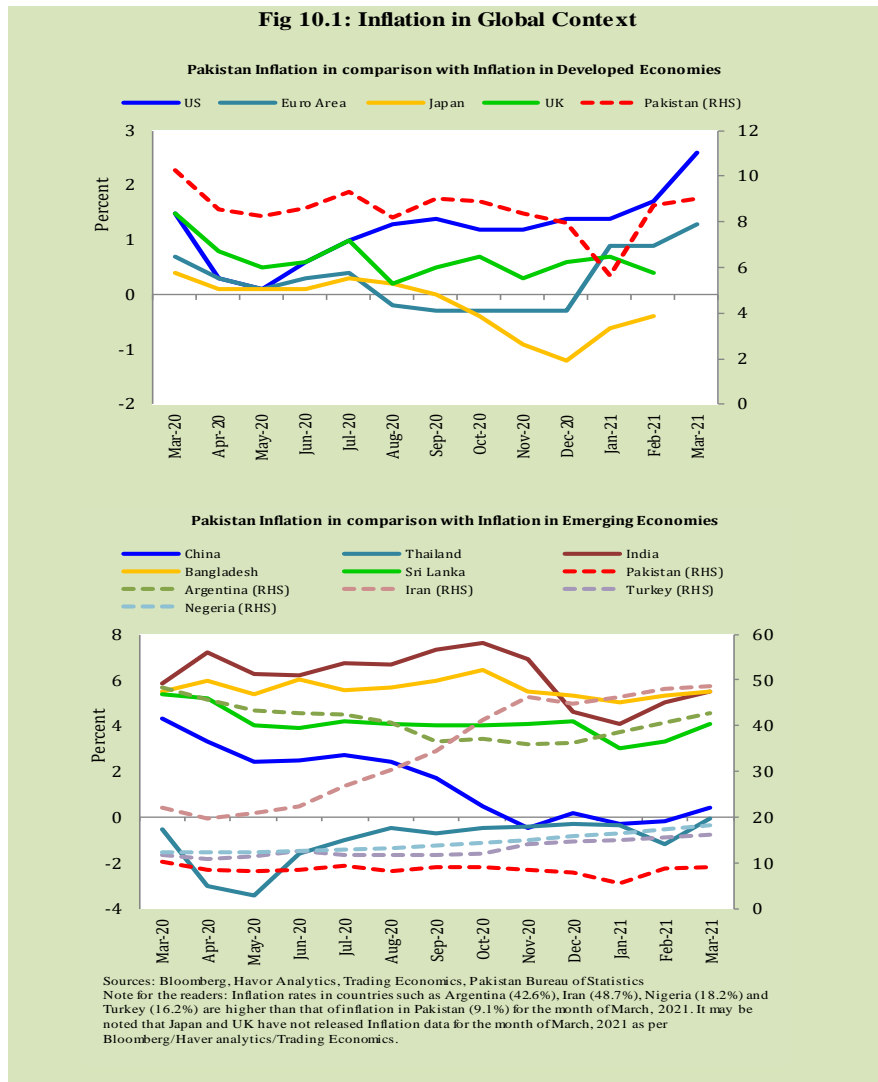 Fig 10.1: Inflation in Global Context
Pakistan Inflation in comparison with Inflation in Developed Economies
US Euro Area Japan UK Pakistan (RHS)
3 12
2 10
8
1 6
0 4
-1 2
-2 0
Percent
Mar-20 Apr-20 May-20 Jun-20 Jul-20 Aug-20 Sep-20 Oct-20 Nov-20 Dec-20 Jan-21 Feb-21 Mar-21
Pakistan Inflation in comparison with Inflation in Emerging Economies
China Thailand India
Bangladesh Sri Lanka Pakistan (RHS)
Argentina (RHS) Iran (RHS) Turkey (RHS)
Negeria (RHS)
8 60
6 50
4 40
2 30
0 20
-2 10
-4 0
Percent
Mar-20 Apr-20 May-20 Jun-20 Jul-20 Aug-20 Sep-20 Oct-20 Nov-20 Dec-20 Jan-21 Feb-21 Mar-21
Sources: Bloomberg, Havor Analytics, Trading Economics, Pakistan Bureau of Statistics
Note for the readers: Inflation rates in countries such as Argentina (42.6%), Iran (48.7%), Nigeria (18.2%) and
Turkey (16.2%) are higher than that of inflation in Pakistan (9.1%) for the month of March, 2021. It may be
noted that Japan and UK have not released Inflation data for the month of March, 2021 as per
Bloomberg/Haver analytics/Trading Economics.